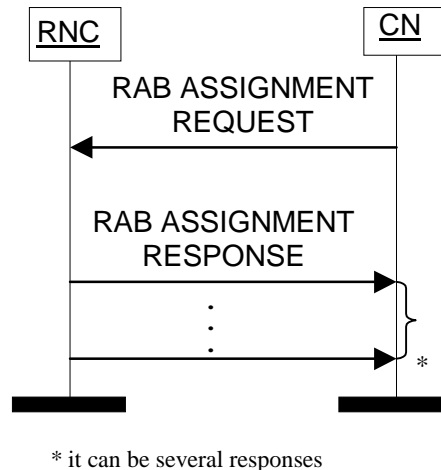 RNC
CN
RAB ASSIGNMENT
REQUEST
RAB ASSIGNMENT
RESPONSE
*
* it can be several responses